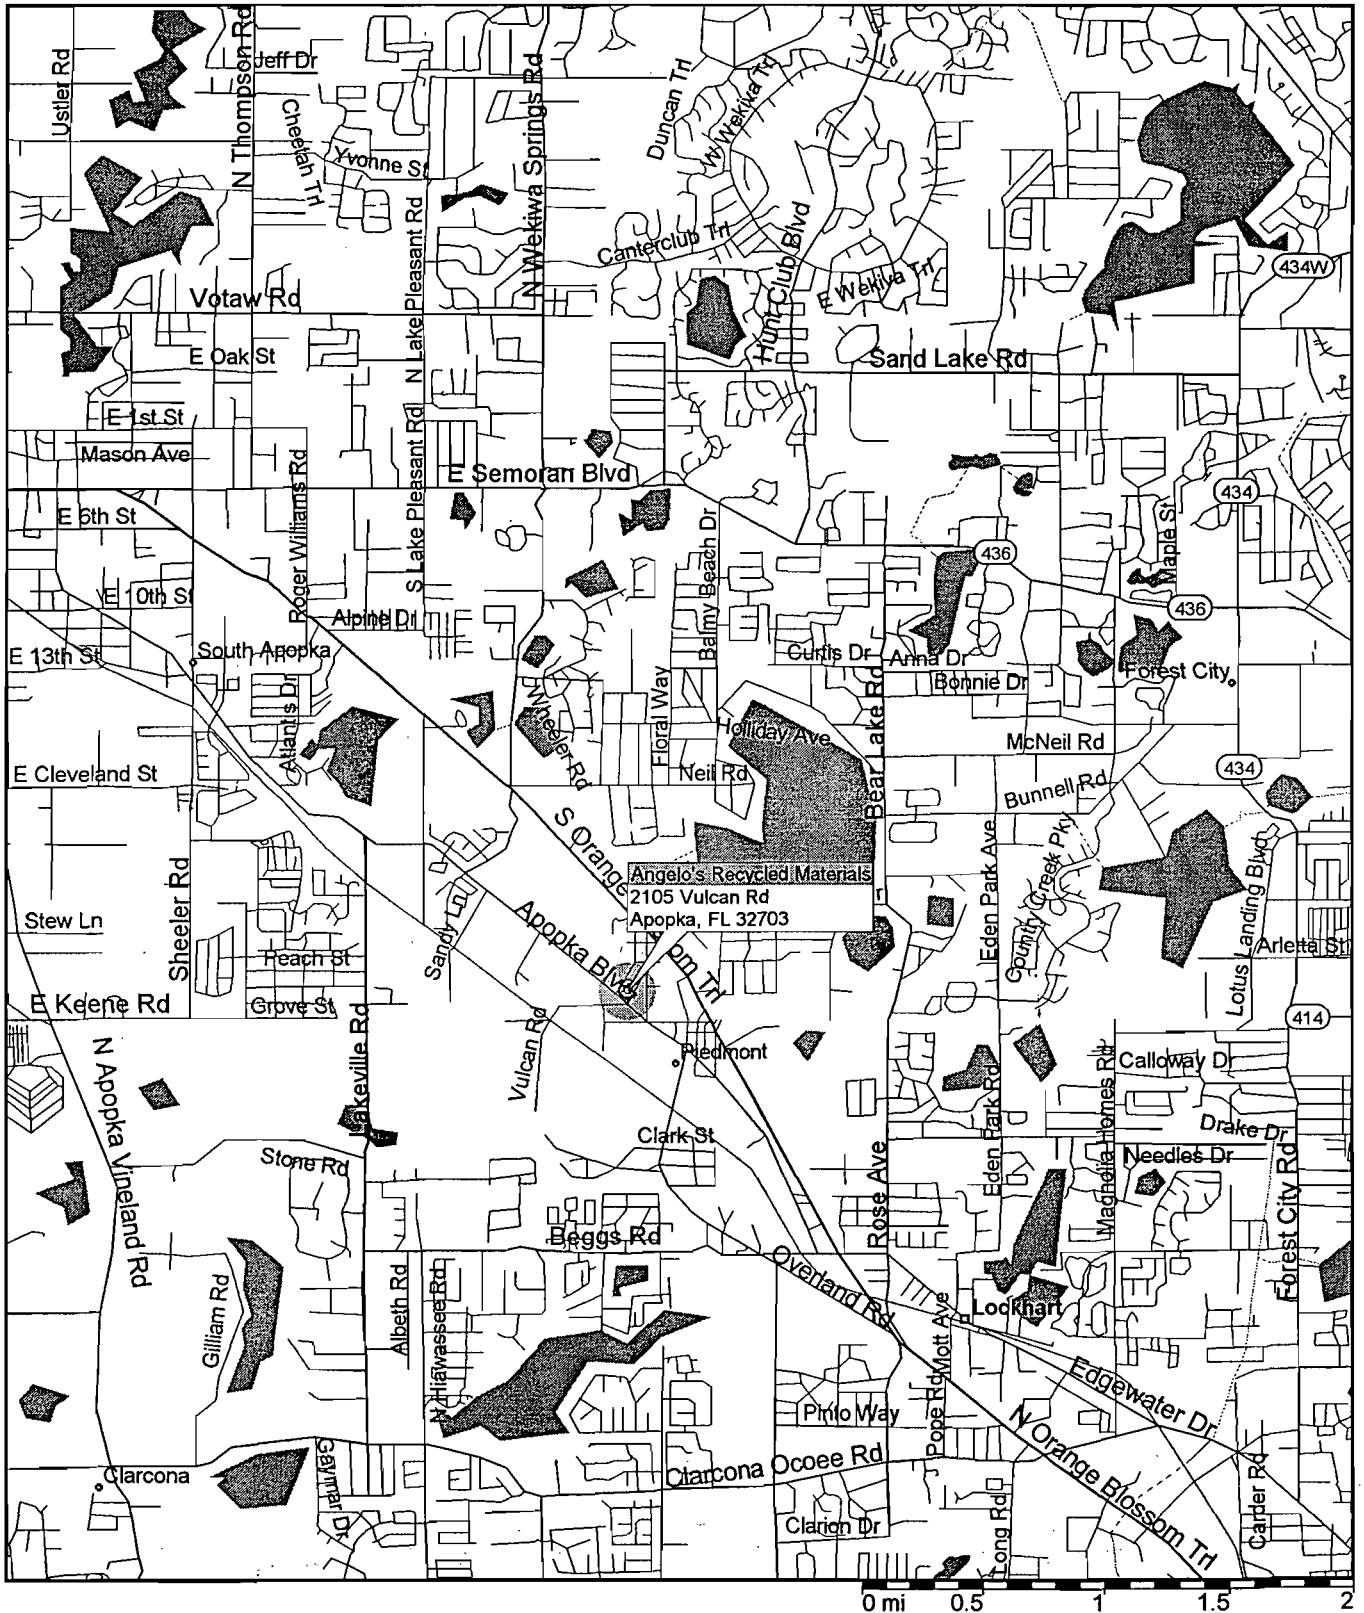 Ustler Rd
N Thompson Rd
Jeff Dr
Cheetah Trl
Yvonne St
N Wekiwa Springs Rd
Duncan Trl
W Wekiva Trl
N Lake Pleasant Rd
Canterclub Trl
Hunt Club Blvd
E Wekiva Trl
434W
Votaw Rd
E Oak St
Sand Lake Rd
E 1st St
Mason Ave
S Lake Pleasant Rd
E Semoran Blvd
Roger Williams Rd
E 6th St
434
Maple St
Balmy Beach Dr
436
E 10th St
436
Alpine Dr
South Apopka
E 13th St
Curtis Dr
Anna Dr
Bonnie Dr
Forest City
Atlantis Dr
E Wheeler Rd
Floral Way
Holliday Ave
Bear Lake Rd
McNeil Rd
E Cleveland St
Neil Rd
Bunnell Rd
434
S Orange
om Trl
Angelo's Recycled Materials
2105 Vulcan Rd
Apopka, FL 32703
Sheeler Rd
Eden Park Ave
Country Creek Pky
Lotus Landing Blvd
Stew Ln
Sandy Ln
Apopka Blvd
Arletta St
Peach St
E Keene Rd
Grove St
414
N Apopka Vineland Rd
Lakeville Rd
Vulcan Rd
Piedmont
Calloway Dr
Eden Park Rd
Magnolia Homes Rd
Clark St
Drake Dr
Stone Rd
Needles Dr
Rose Ave
Beggs Rd
Forest City Rd
Overland Rd
Gilliam Rd
Albeth Rd
N Hiawassee Rd
Lockhart
Mott Ave
Pope Rd
Edgewater Dr
Pinto Way
N Orange Blossom Trl
Clarcona
Gaymar Dr
Clarcona Ocoee Rd
Clarion Dr
Long Rd
Carder Rd
0 mi 0.5 1 1.5 2